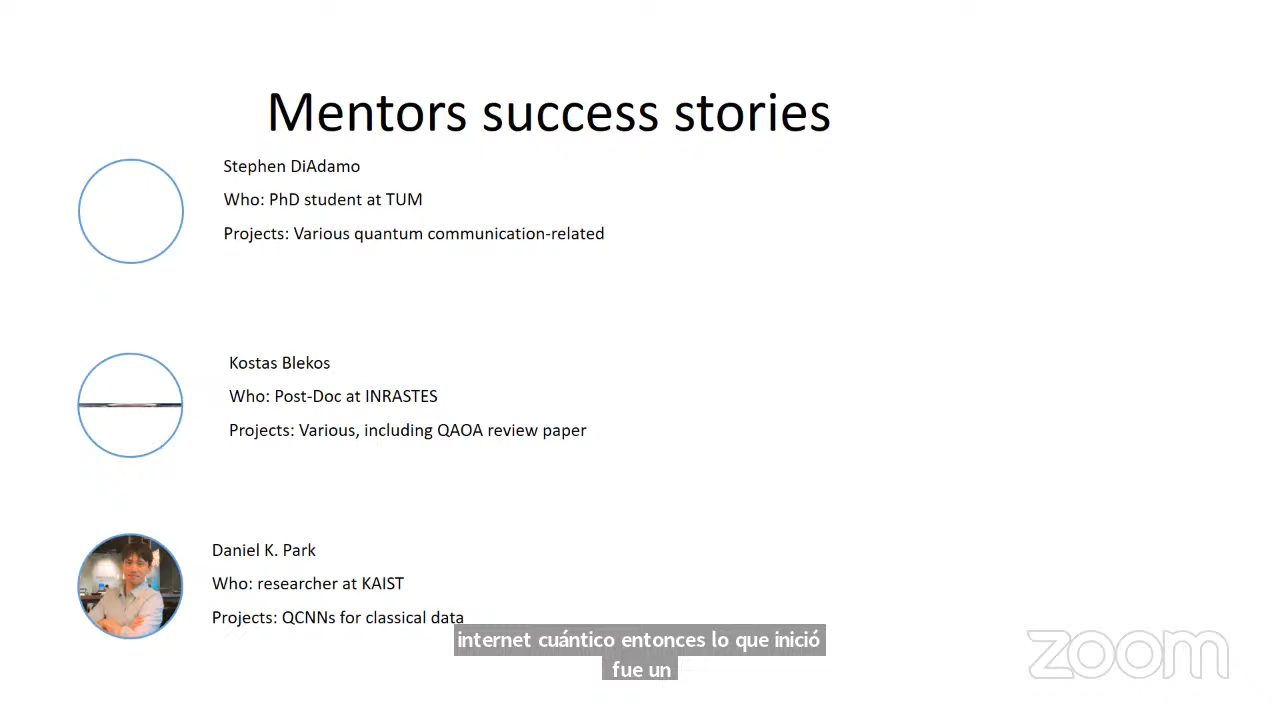 Mentors success stories
Stephen DiAdamo
Who: PhD student at TUM
Projects: Various quantum communication-related
Kostas Blekos
Who: Post-Doc at INRASTES
Projects: Various, including QAOA review paper
Daniel K. Park
Who: researcher at KAIST
Projects: QCNNs for classical data
internet cuántico entonces lo que inició
fue un
zoom